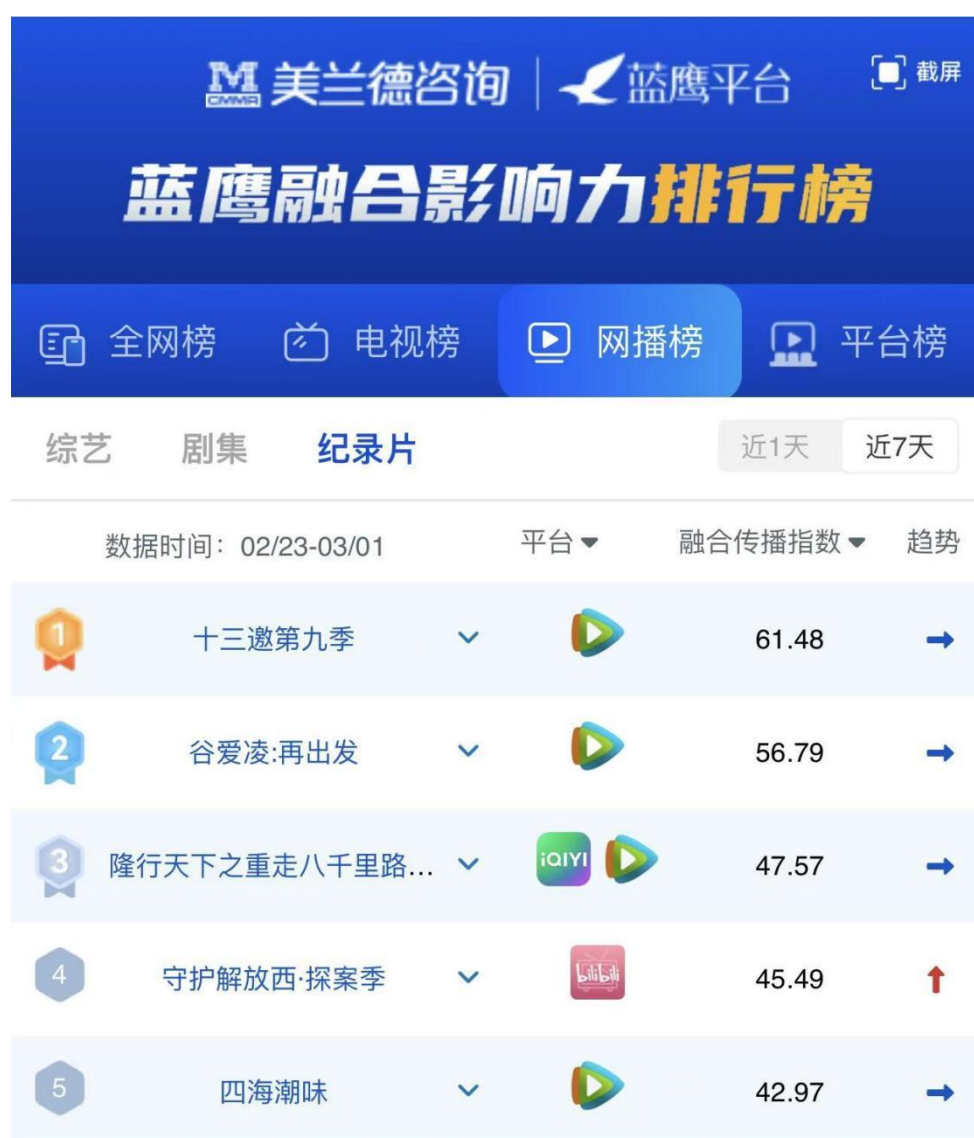 CMMR 美兰德咨询 蓝鹰平台 截屏
蓝鹰融合影响力排行榜
全网榜 电视榜 网播榜 平台榜
综艺 剧集 纪录片 近1天 近7天
数据时间：02/23-03/01 平台 融合传播指数 趋势
1 十三邀第九季 61.48
2 谷爱凌:再出发 56.79
3 隆行天下之重走八千里路... iQIYI 47.57
4 守护解放西·探案季 bilibili 45.49
5 四海潮味 42.97